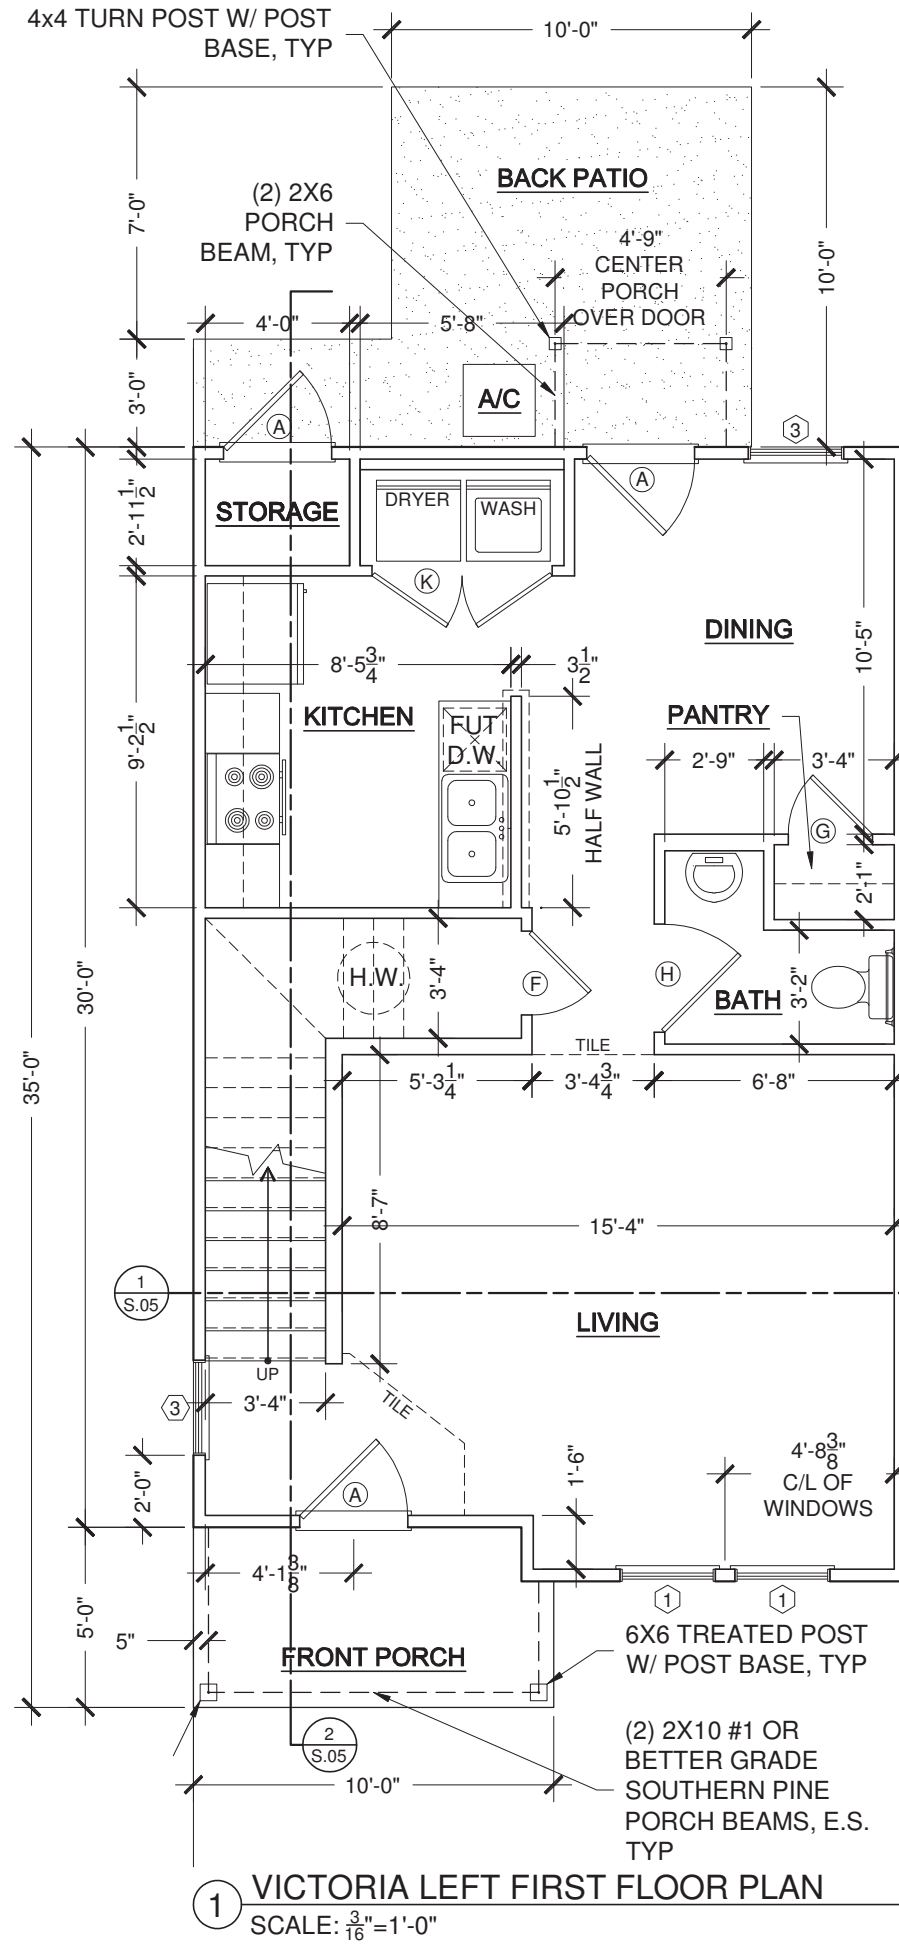 4x4 TURN POST W/ POST
BASE, TYP
10'-0"
7'-0"
BACK PATIO
(2) 2X6
PORCH
BEAM, TYP
4'-9"
CENTER
PORCH
OVER DOOR
10'-0"
4'-0"
5'-8"
3'-0"
A/C
A
3
A
2'-11 1/2"
STORAGE
DRYER
WASH
K
DINING
10'-5"
8'-5 3/4"
3 1/2"
KITCHEN
FUT
D.W.
PANTRY
9'-2 1/2"
2'-9"
3'-4"
5'-10 1/2"
HALF WALL
G
2'-1"
30'-0"
35'-0"
H.W.
3'-4"
F
H
BATH
3'-2"
TILE
5'-3 1/4"
3'-4 3/4"
6'-8"
8'-7"
15'-4"
1
S.05
LIVING
UP
3
3'-4"
TILE
2'-0"
A
1'-6"
4'-8 3/8"
C/L OF
WINDOWS
4'-1 3/8"
1
1
5'-0"
5"
FRONT PORCH
6X6 TREATED POST
W/ POST BASE, TYP
2
S.05
10'-0"
(2) 2X10 #1 OR
BETTER GRADE
SOUTHERN PINE
PORCH BEAMS, E.S.
TYP
1
VICTORIA LEFT FIRST FLOOR PLAN
SCALE: 3/16"=1'-0"